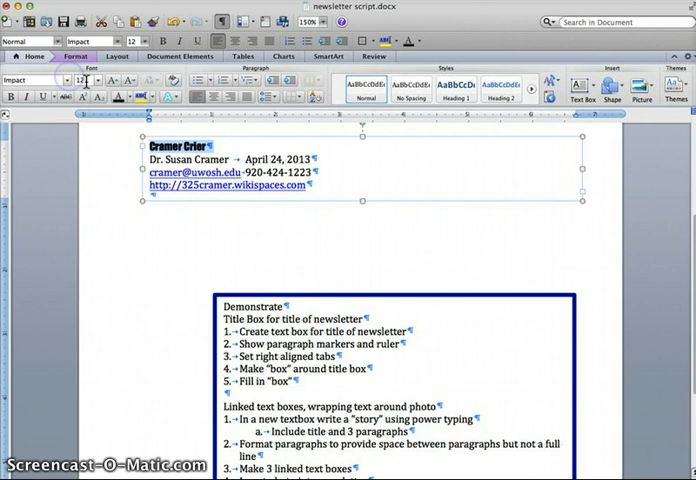 newsletter script.docx
150%
Search in Document
Normal Impact 12
Home Format Layout Document Elements Tables Charts SmartArt Review
Font Paragraph Styles Insert Themes
Impact 12
AaBbCcDdEe AaBbCcDdEe AaBbCcDd AaBbCcDdE
Normal No Spacing Heading 1 Heading 2 Text Box Shape Picture Themes
B I U ABC A² A₂
Cramer Crier
Dr. Susan Cramer → April 24, 2013
cramer@uwosh.edu-920-424-1223
http://325cramer.wikispaces.com
Demonstrate
Title Box for title of newsletter
1. Create text box for title of newsletter
2. Show paragraph markers and ruler
3. Set right aligned tabs
4. Make “box” around title box
5. Fill in “box”
Linked text boxes, wrapping text around photo
1. In a new textbox write a “story” using power typing
a. Include title and 3 paragraphs
2. Format paragraphs to provide space between paragraphs but not a full
line
3. Make 3 linked text boxes
Screencast-O-Matic.com